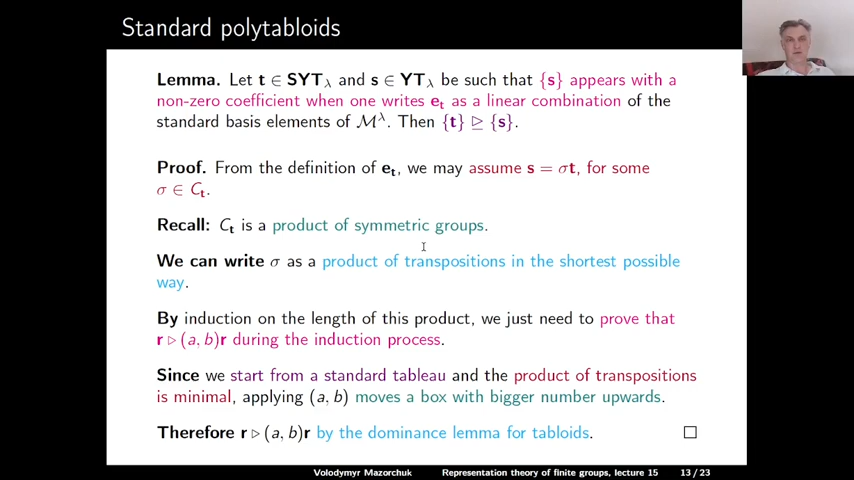 Standard polytabloids
Lemma. Let t ∈ SYT_λ and s ∈ YT_λ be such that {s} appears with a
non-zero coefficient when one writes e_t as a linear combination of the
standard basis elements of M^λ. Then {t} ⊵ {s}.
Proof. From the definition of e_t, we may assume s = σt, for some
σ ∈ C_t.
Recall: C_t is a product of symmetric groups.
We can write σ as a product of transpositions in the shortest possible
way.
By induction on the length of this product, we just need to prove that
r ▷ (a, b)r during the induction process.
Since we start from a standard tableau and the product of transpositions
is minimal, applying (a, b) moves a box with bigger number upwards.
Therefore r ▷ (a, b)r by the dominance lemma for tabloids. □
Volodymyr Mazorchuk Representation theory of finite groups, lecture 15 13/23